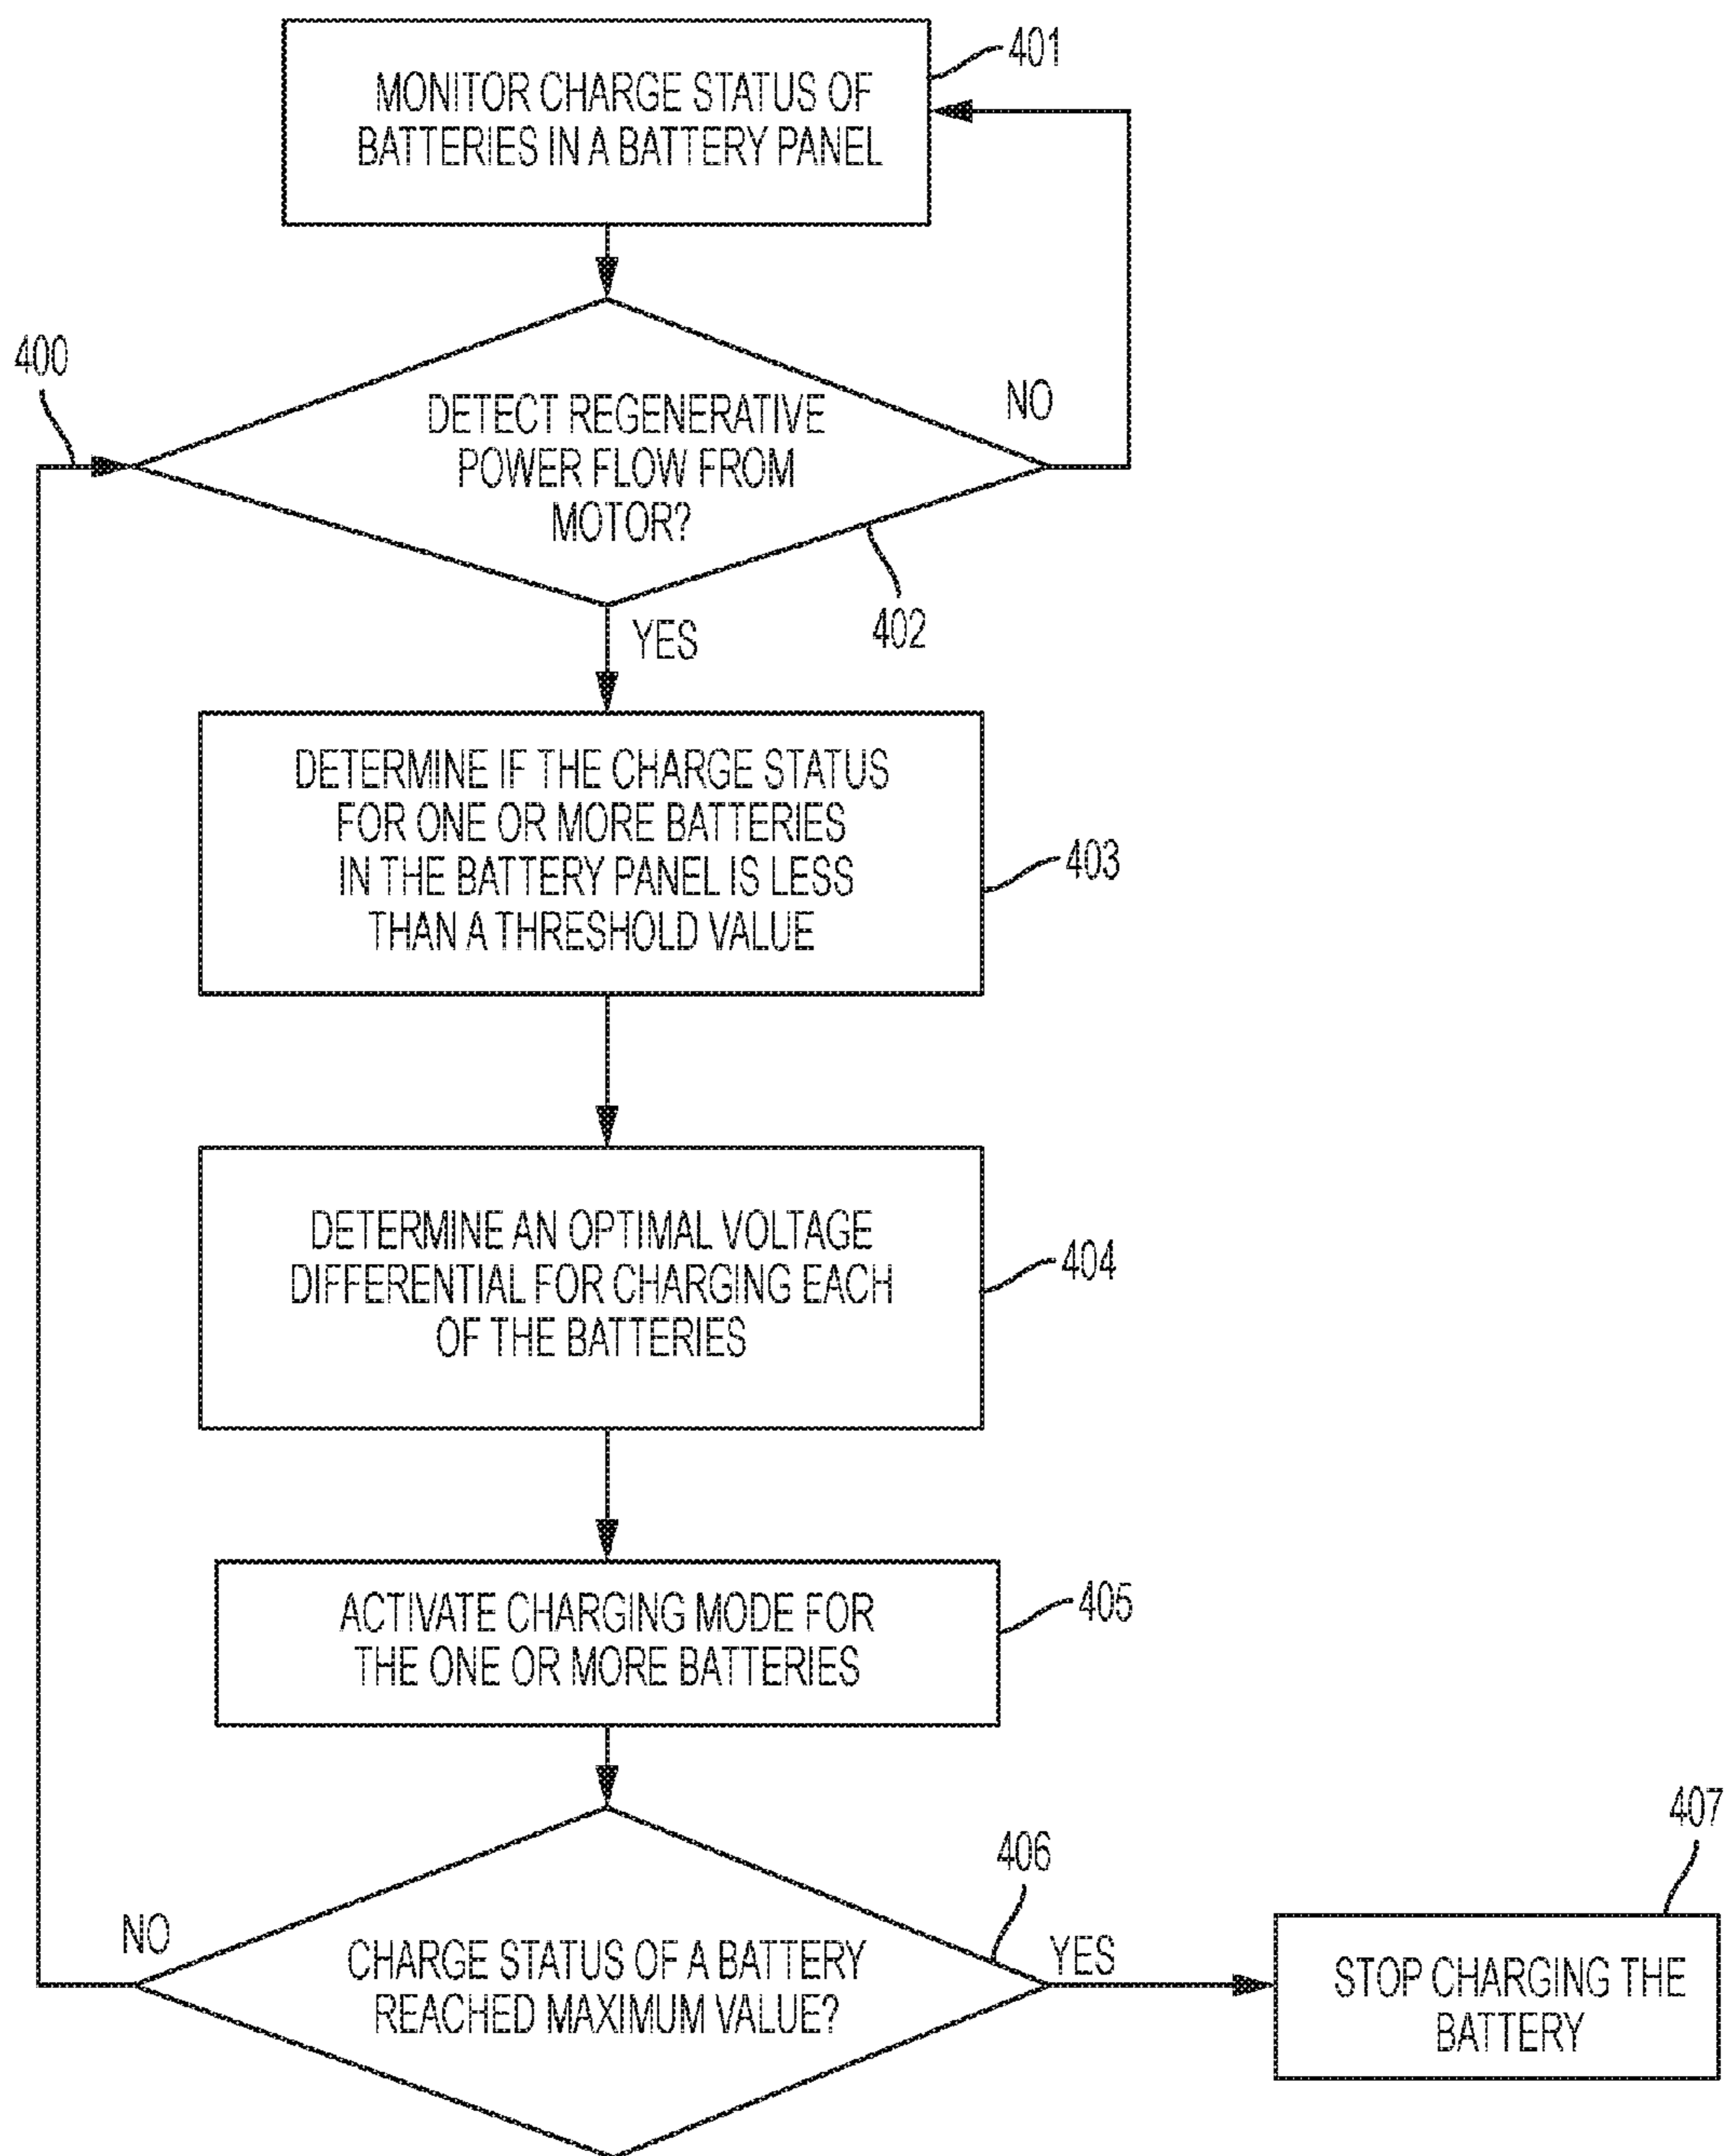 MONITOR CHARGE STATUS OF
BATTERIES IN A BATTERY PANEL
401
400
DETECT REGENERATIVE
POWER FLOW FROM
MOTOR?
NO
402
YES
DETERMINE IF THE CHARGE STATUS
FOR ONE OR MORE BATTERIES
IN THE BATTERY PANEL IS LESS
THAN A THRESHOLD VALUE
403
DETERMINE AN OPTIMAL VOLTAGE
DIFFERENTIAL FOR CHARGING EACH
OF THE BATTERIES
404
ACTIVATE CHARGING MODE FOR
THE ONE OR MORE BATTERIES
405
406
NO
CHARGE STATUS OF A BATTERY
REACHED MAXIMUM VALUE?
YES
407
STOP CHARGING THE
BATTERY